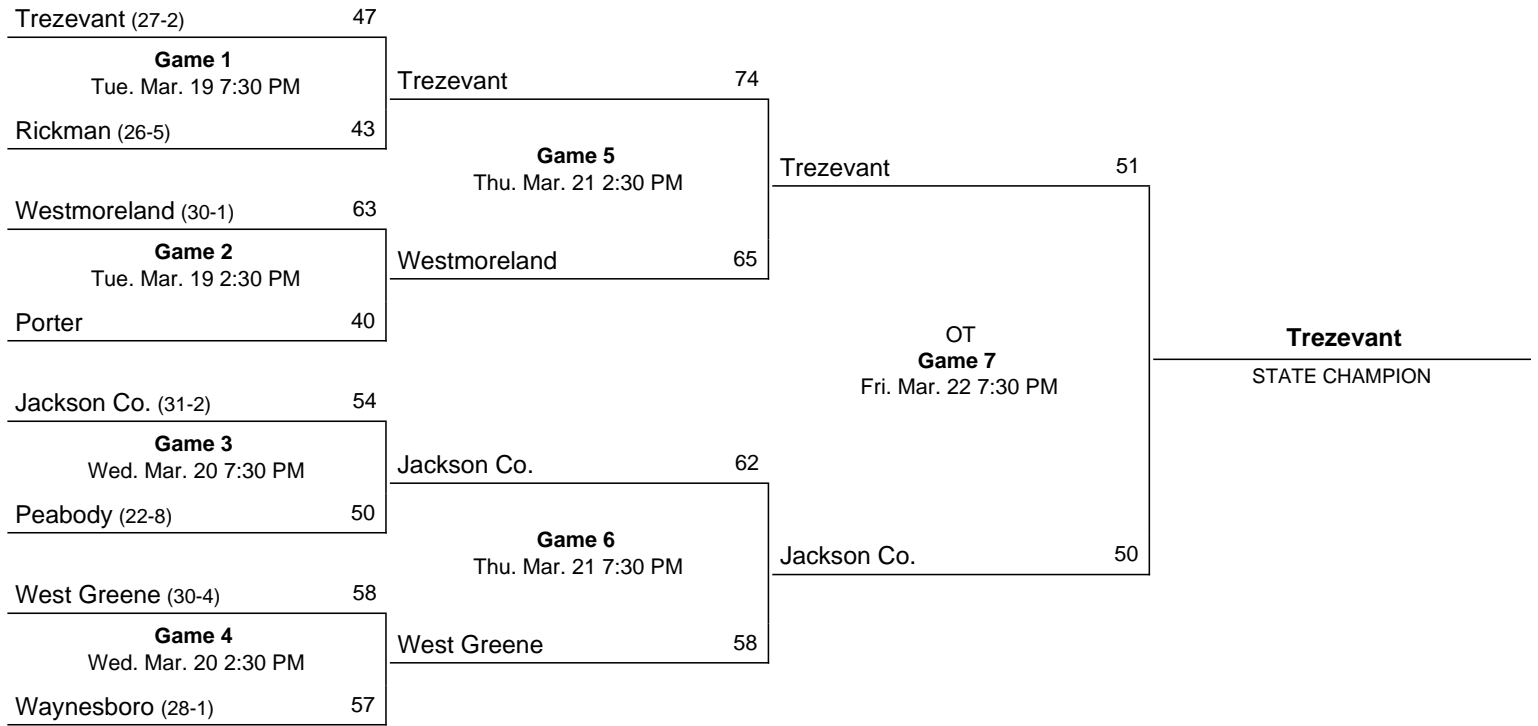 Trezevant (27-2) 47
Game 1
Tue. Mar. 19 7:30 PM
Rickman (26-5) 43
Westmoreland (30-1) 63
Game 2
Tue. Mar. 19 2:30 PM
Porter 40
Jackson Co. (31-2) 54
Game 3
Wed. Mar. 20 7:30 PM
Peabody (22-8) 50
West Greene (30-4) 58
Game 4
Wed. Mar. 20 2:30 PM
Waynesboro (28-1) 57
Trezevant 74
Game 5
Thu. Mar. 21 2:30 PM
Westmoreland 65
Jackson Co. 62
Game 6
Thu. Mar. 21 7:30 PM
West Greene 58
Trezevant 51
OT
Game 7
Fri. Mar. 22 7:30 PM
Jackson Co. 50
Trezevant
STATE CHAMPION